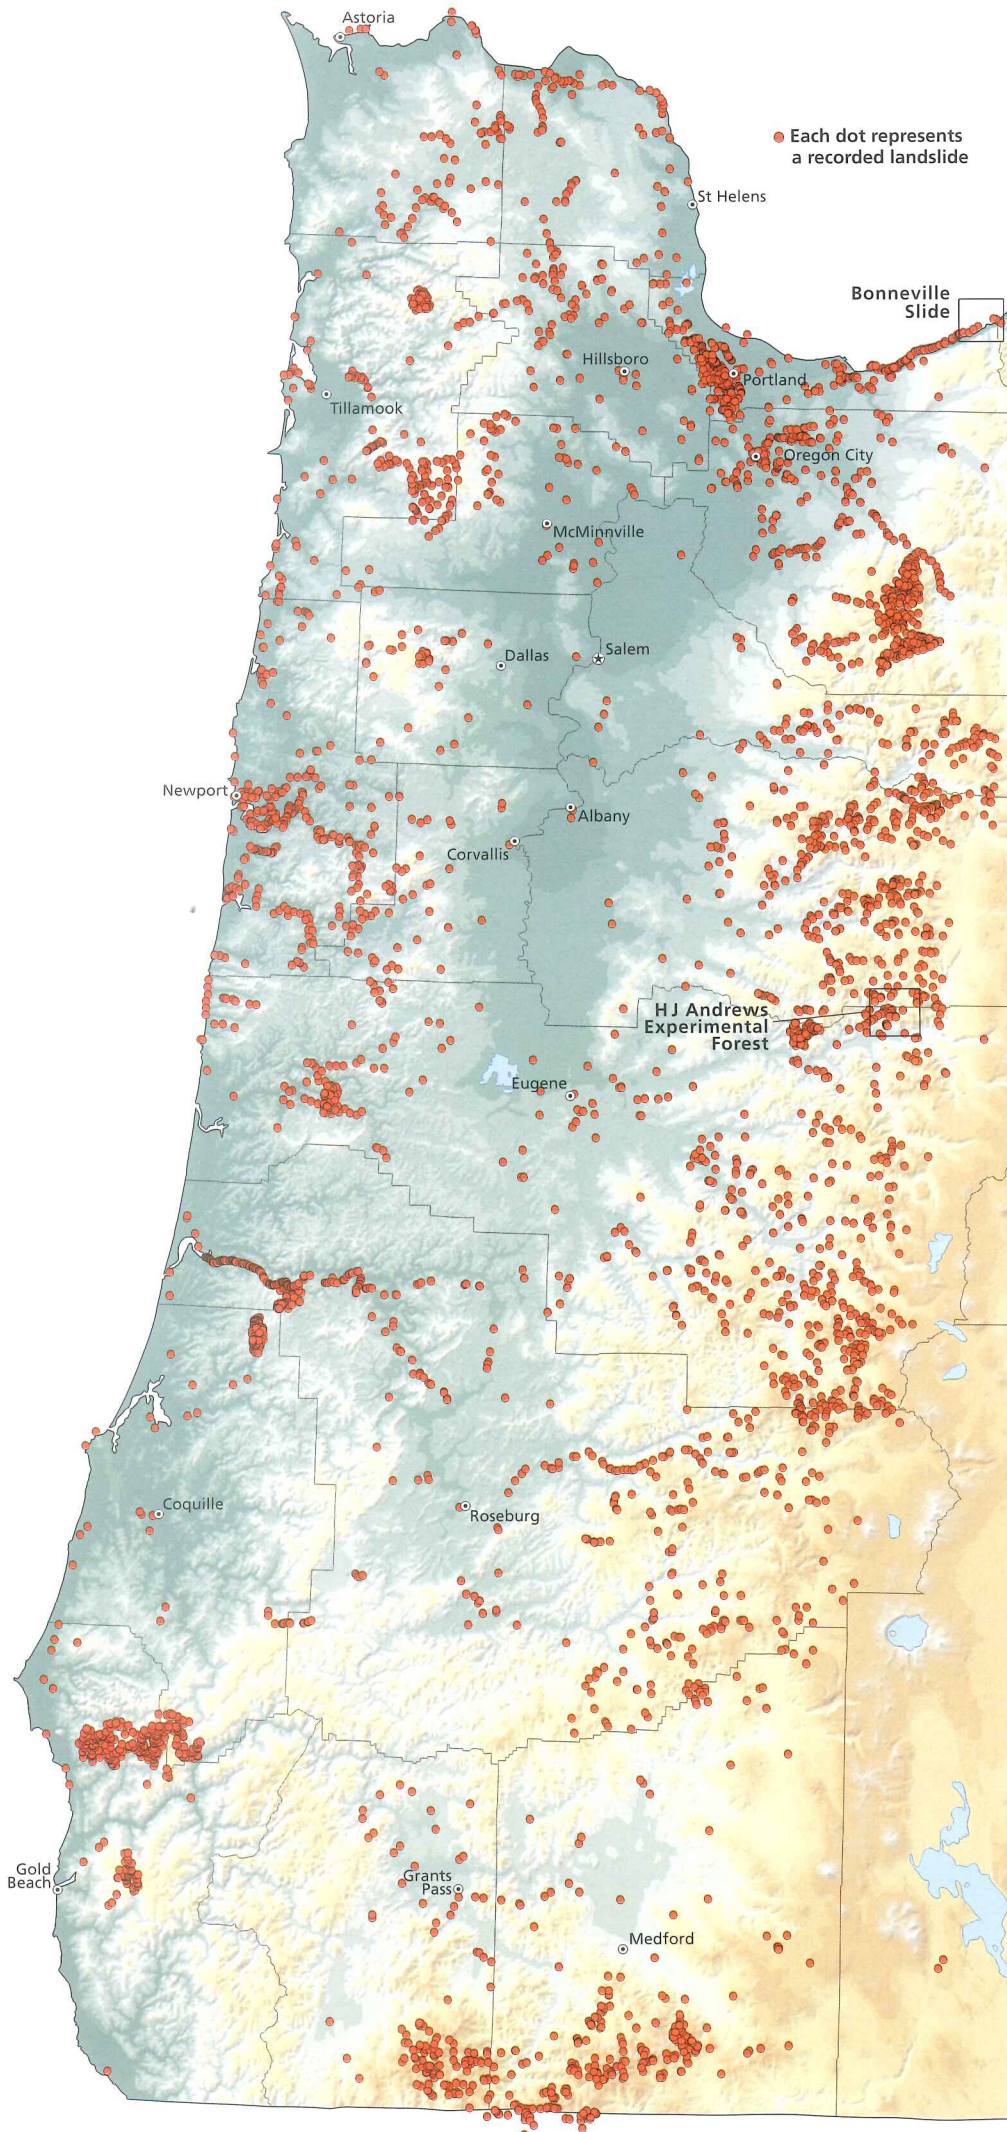 Astoria
Each dot represents
a recorded landslide
St Helens
Bonneville
Slide
Hillsboro
Portland
Tillamook
Oregon City
McMinnville
Dallas
Salem
Newport
Albany
Corvallis
HJ Andrews
Experimental
Forest
Eugene
Coquille
Roseburg
Gold
Beach
Grants
Pass
Medford